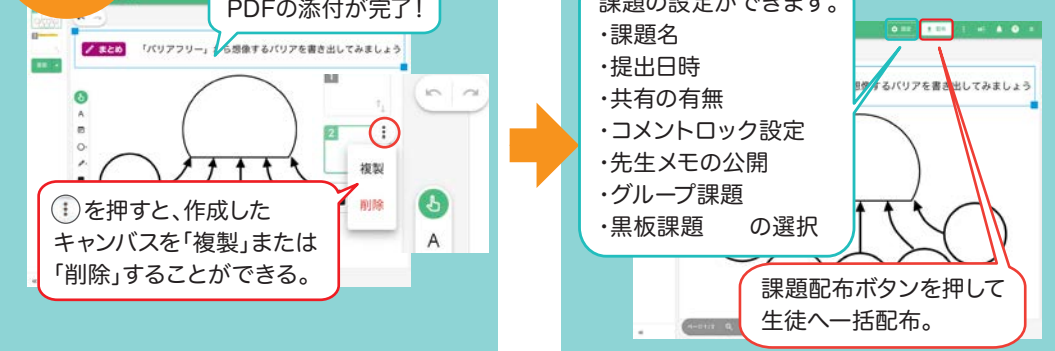 PDFの添付が完了！
まとめ 「バリアフリー」から想像するバリアを書き出してみましょう
1
2
複製
削除
A
A
⋮を押すと、作成した
キャンバスを「複製」または
「削除」することができる。
課題の設定ができます。
・課題名
・提出日時
・共有の有無
・コメントロック設定
・先生メモの公開
・グループ課題
・黒板課題　の選択
想像するバリアを書き出してみましょう
課題配布ボタンを押して
生徒へ一括配布。